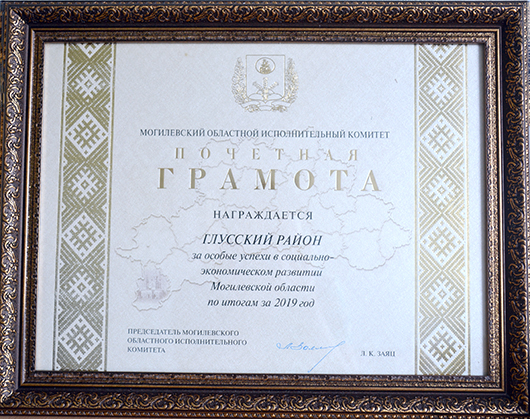 МОГИЛЕВСКИЙ ОБЛАСТНОЙ ИСПОЛНИТЕЛЬНЫЙ КОМИТЕТ
ПОЧЕТНАЯ
ГРАМОТА
НАГРАЖДАЕТСЯ
ГЛУССКИЙ РАЙОН
за особые успехи в социально-
экономическом развитии
Могилевской области
по итогам за 2019 год
ПРЕДСЕДАТЕЛЬ МОГИЛЕВСКОГО
ОБЛАСТНОГО ИСПОЛНИТЕЛЬНОГО
КОМИТЕТА
Л. К. ЗАЯЦ